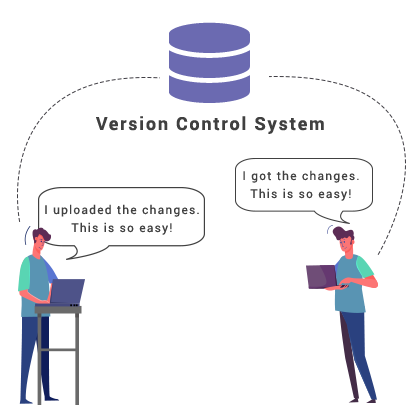 Version Control System
I got the changes.
This is so easy!
I uploaded the changes.
This is so easy!